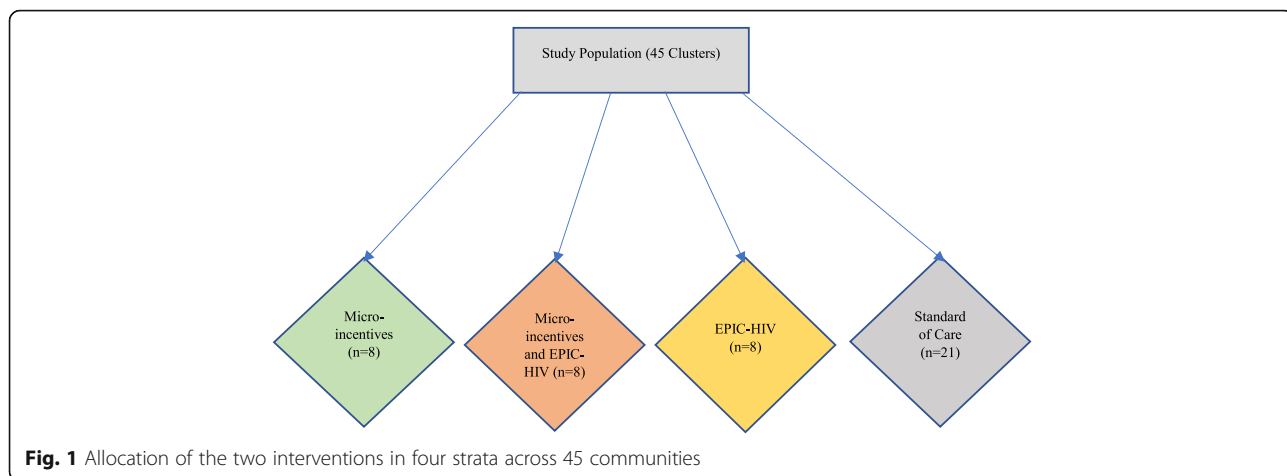 Study Population (45 Clusters)
Micro-
incentives
(n=8)
Micro-
incentives
and EPIC-
HIV (n=8)
EPIC-HIV
(n=8)
Standard
of Care
(n=21)
Fig. 1 Allocation of the two interventions in four strata across 45 communities